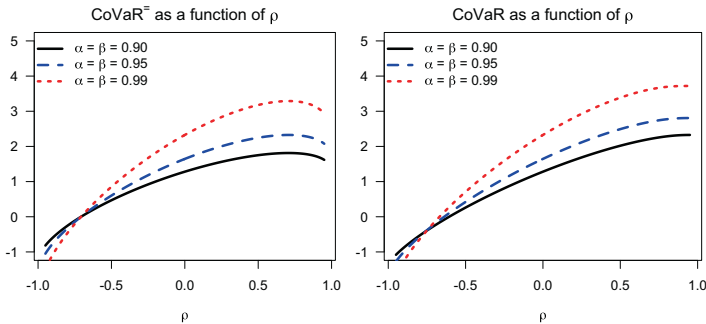 CoVaR⁼ as a function of ρ
α = β = 0.90
α = β = 0.95
α = β = 0.99
5
4
3
2
1
0
-1
-1.0 -0.5 0.0 0.5 1.0
ρ
CoVaR as a function of ρ
α = β = 0.90
α = β = 0.95
α = β = 0.99
5
4
3
2
1
0
-1
-1.0 -0.5 0.0 0.5 1.0
ρ